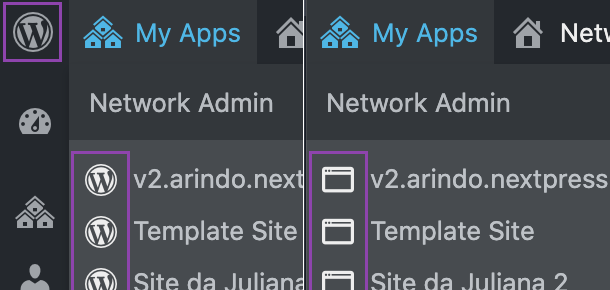 My Apps
Network Admin
v2.arindo.next
Template Site
Site da Juliana
My Apps
Netw
Network Admin
v2.arindo.nextpress
Template Site
Site da Juliana 2